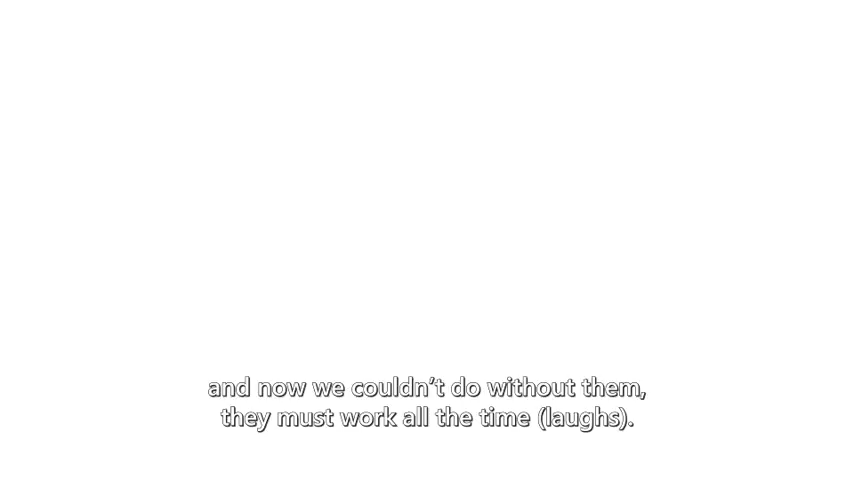 and now we couldn't do without them,
they must work all the time (laughs).